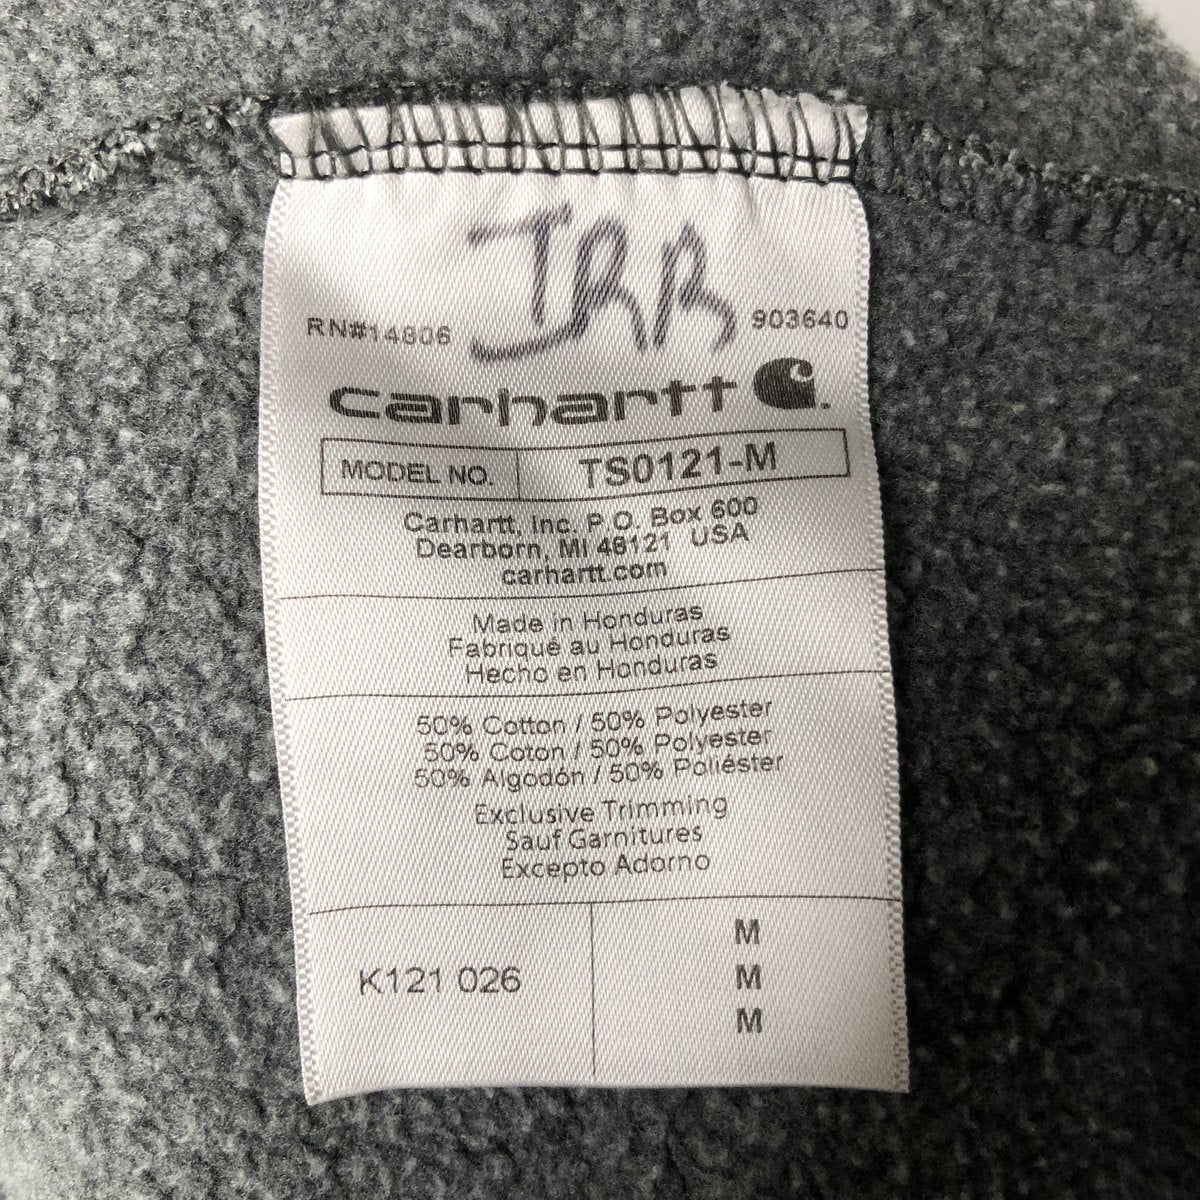 JRR
RN#14806 903640
carhartt
MODEL NO. TS0121-M
Carhartt, Inc. P.O. Box 600
Dearborn, MI 48121 USA
carhartt.com
Made in Honduras
Fabriqué au Honduras
Hecho en Honduras
50% Cotton / 50% Polyester
50% Coton / 50% Polyester
50% Algodón / 50% Poliéster
Exclusive Trimming
Sauf Garnitures
Excepto Adorno
K121 026
M
M
M